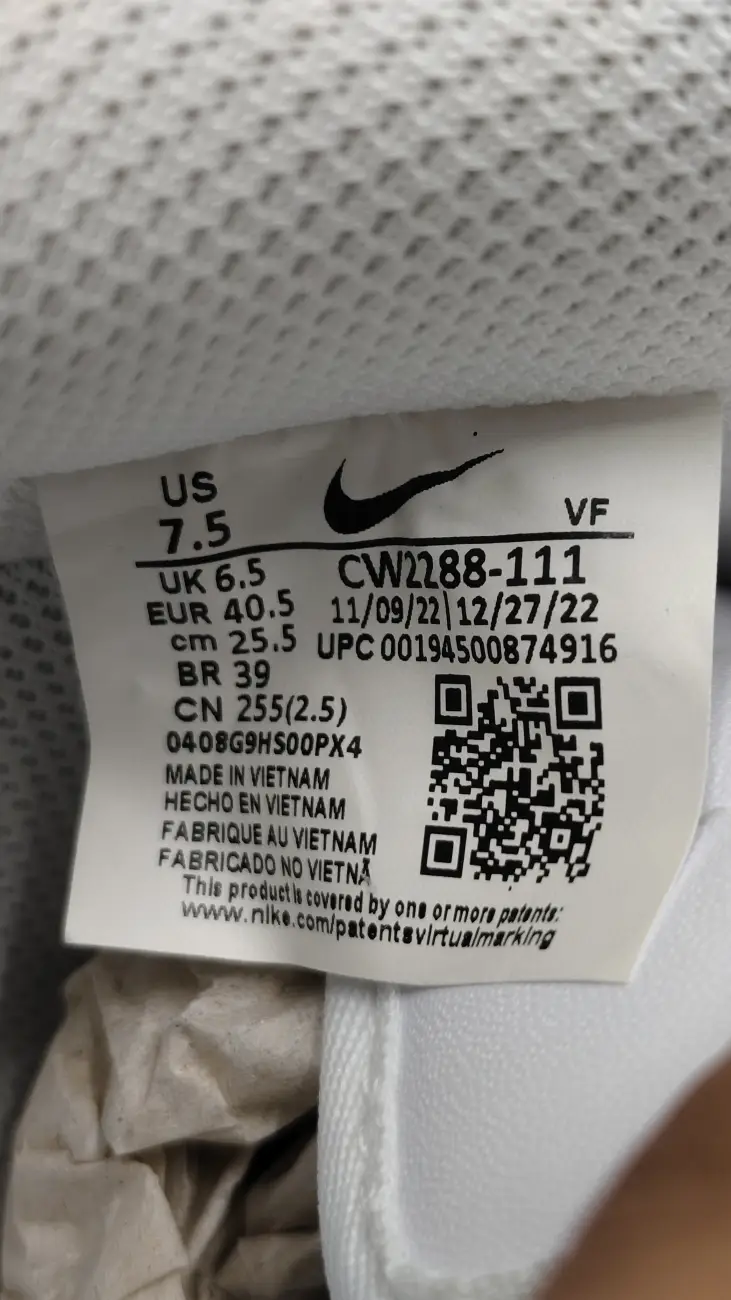 US
7.5
VF
UK 6.5
EUR 40.5
cm 25.5
BR 39
CN 255(2.5)
0408G9HS00PX4
CW2288-111
11/09/22\12/27/22
UPC 00194500874916
MADE IN VIETNAM
HECHO EN VIETNAM
FABRIQUE AU VIETNAM
FABRICADO NO VIETNÃ
This product is covered by one or more patents:
www.nike.com/patentsvirtualmarking